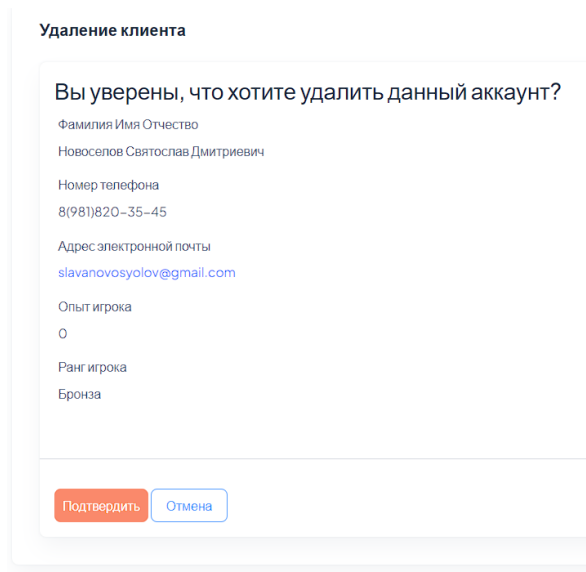 Удаление клиента
Вы уверены, что хотите удалить данный аккаунт?
Фамилия Имя Отчество
Новоселов Святослав Дмитриевич
Номер телефона
8(981)820-35-45
Адрес электронной почты
slavanovosyolov@gmail.com
Опыт игрока
0
Ранг игрока
Бронза
Подтвердить Отмена